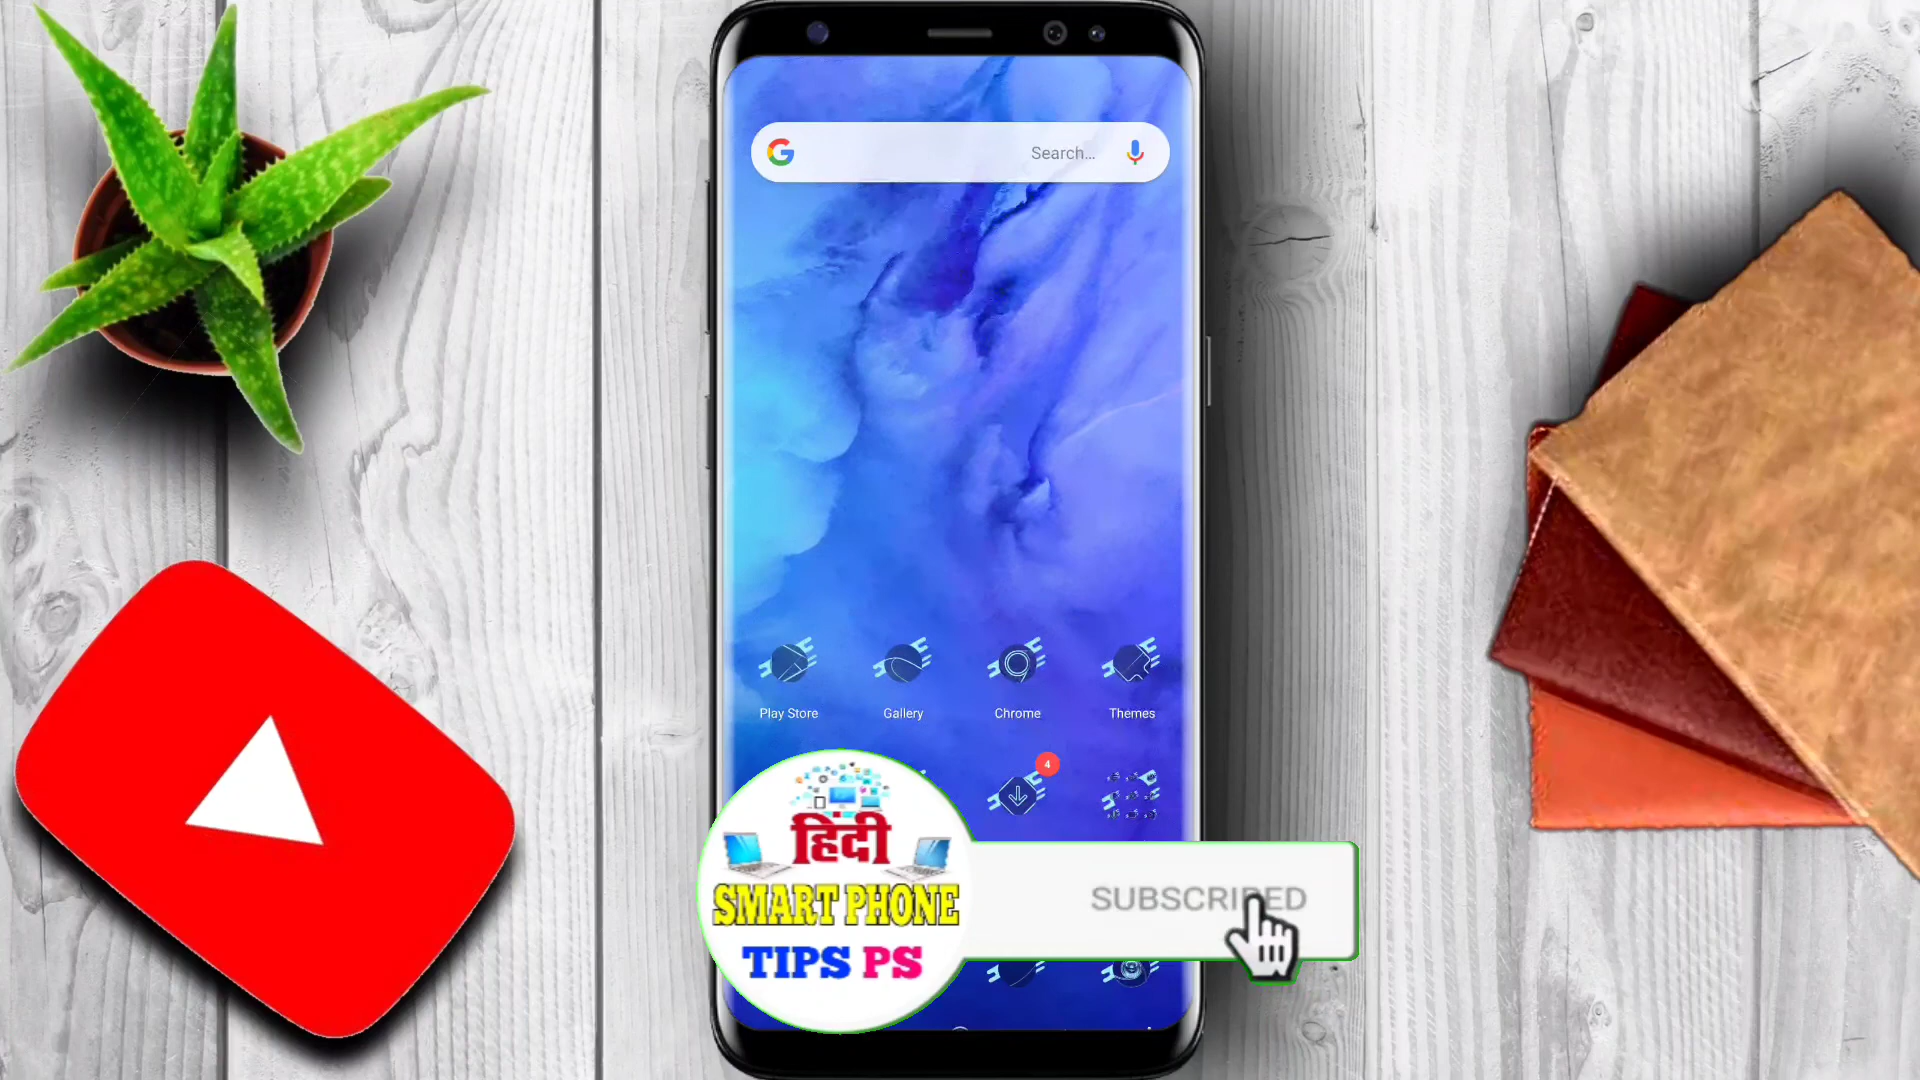 Search...
Play Store
Gallery
Chrome
Themes
4
हिदी
SMART PHONE
TIPS PS
SUBSCRIBED